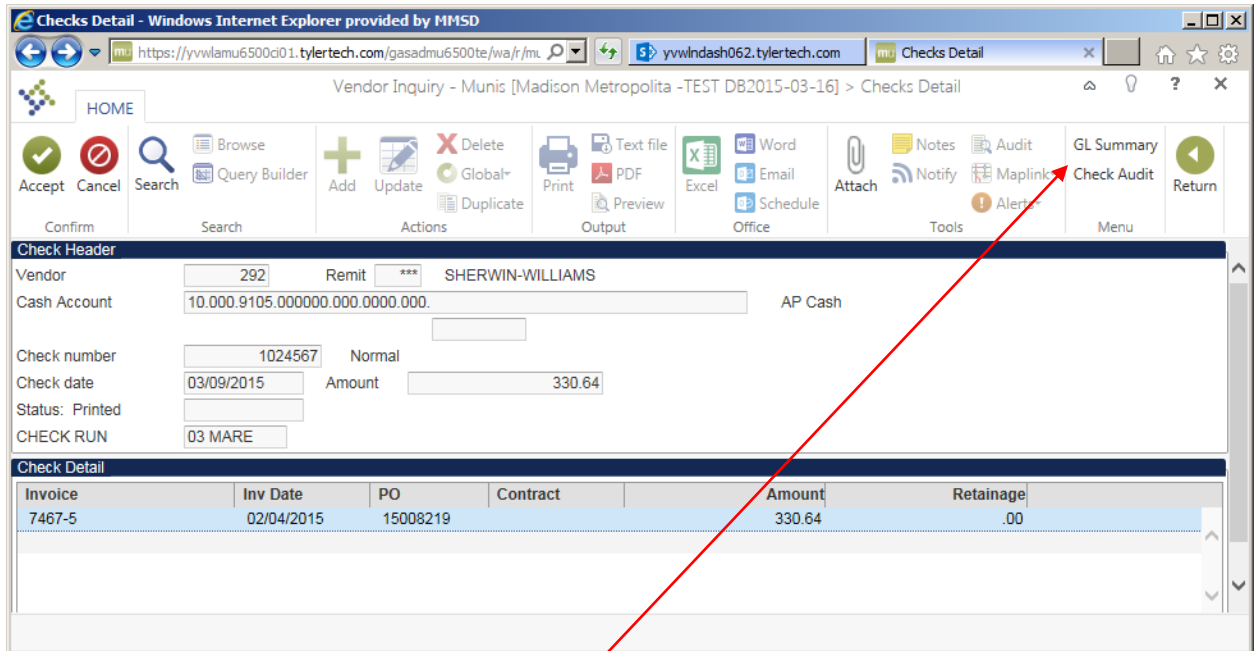 Checks Detail - Windows Internet Explorer provided by MMSD
https://yvwlamu6500ci01.tylertech.com/gasadmu6500te/wa/r/mu yvwlndash062.tylertech.com mu Checks Detail
Vendor Inquiry - Munis [Madison Metropolita -TEST DB2015-03-16] > Checks Detail
HOME
Accept Cancel Search Browse Query Builder Add Update Delete Global Duplicate Print Text file PDF Preview Excel Word Email Schedule Attach Notes Notify Audit Maplink Alerts GL Summary Check Audit Return
Confirm Search Actions Output Office Tools Menu
Check Header
Vendor 292 Remit *** SHERWIN-WILLIAMS
Cash Account 10.000.9105.000000.000.0000.000. AP Cash
Check number 1024567 Normal
Check date 03/09/2015 Amount 330.64
Status: Printed
CHECK RUN 03 MARE
Check Detail
Invoice Inv Date PO Contract Amount Retainage
7467-5 02/04/2015 15008219 330.64 .00